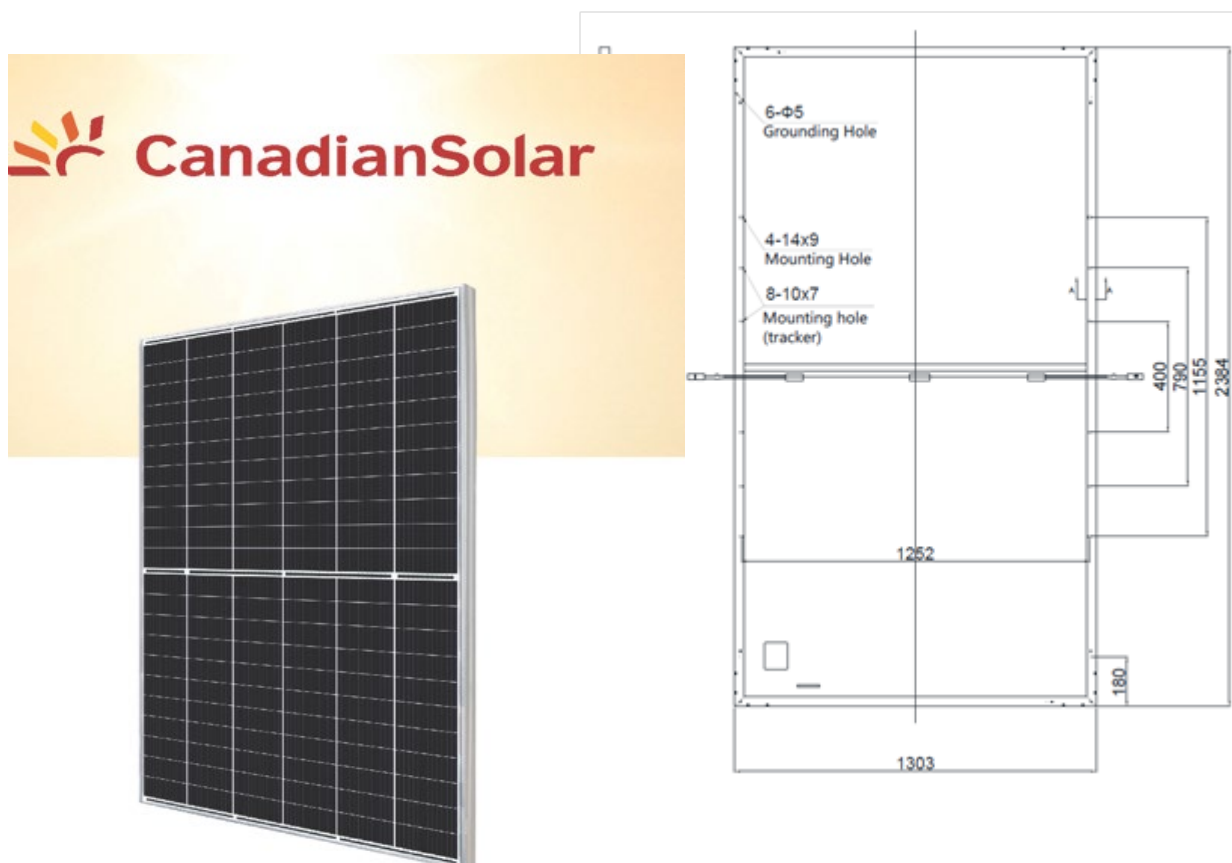 CanadianSolar
6-Φ5
Grounding Hole
4-14x9
Mounting Hole
8-10x7
Mounting hole
(tracker)
A
A
400
790
1155
2384
1252
180
1303